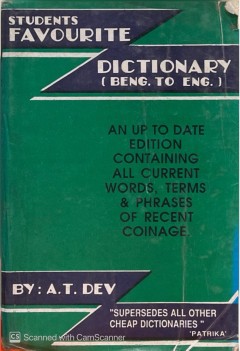 STUDENTS
FAVOURITE
DICTIONARY
( BENG. TO ENG. )
AN UP TO DATE
EDITION
CONTAINING
ALL CURRENT
WORDS, TERMS
& PHRASES
OF RECENT
COINAGE.
BY: A.T. DEV
"SUPERSEDES ALL OTHER
CHEAP DICTIONARIES"
'PATRIKA'
CS Scanned with CamScanner